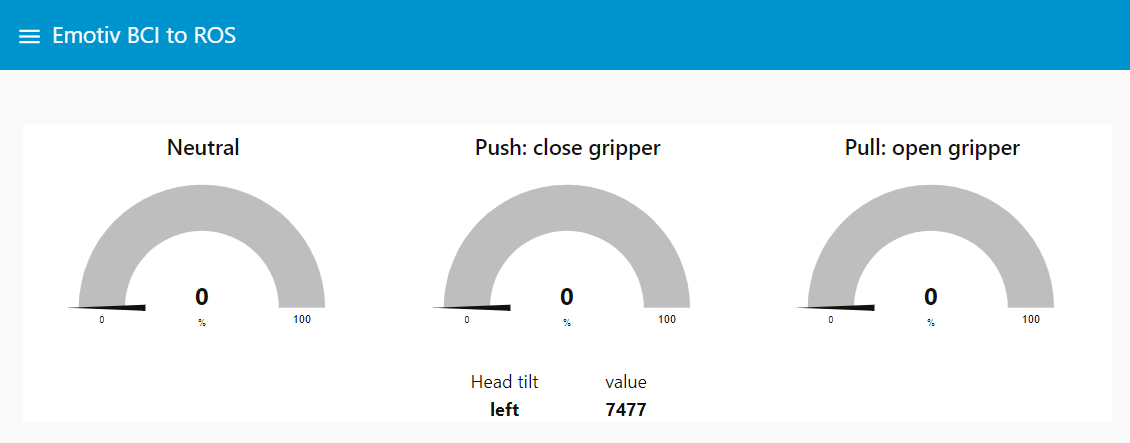 Emotiv BCI to ROS
Neutral Push: close gripper Pull: open gripper
0 0 0
0 % 100 0 % 100 0 % 100
Head tilt value
left 7477